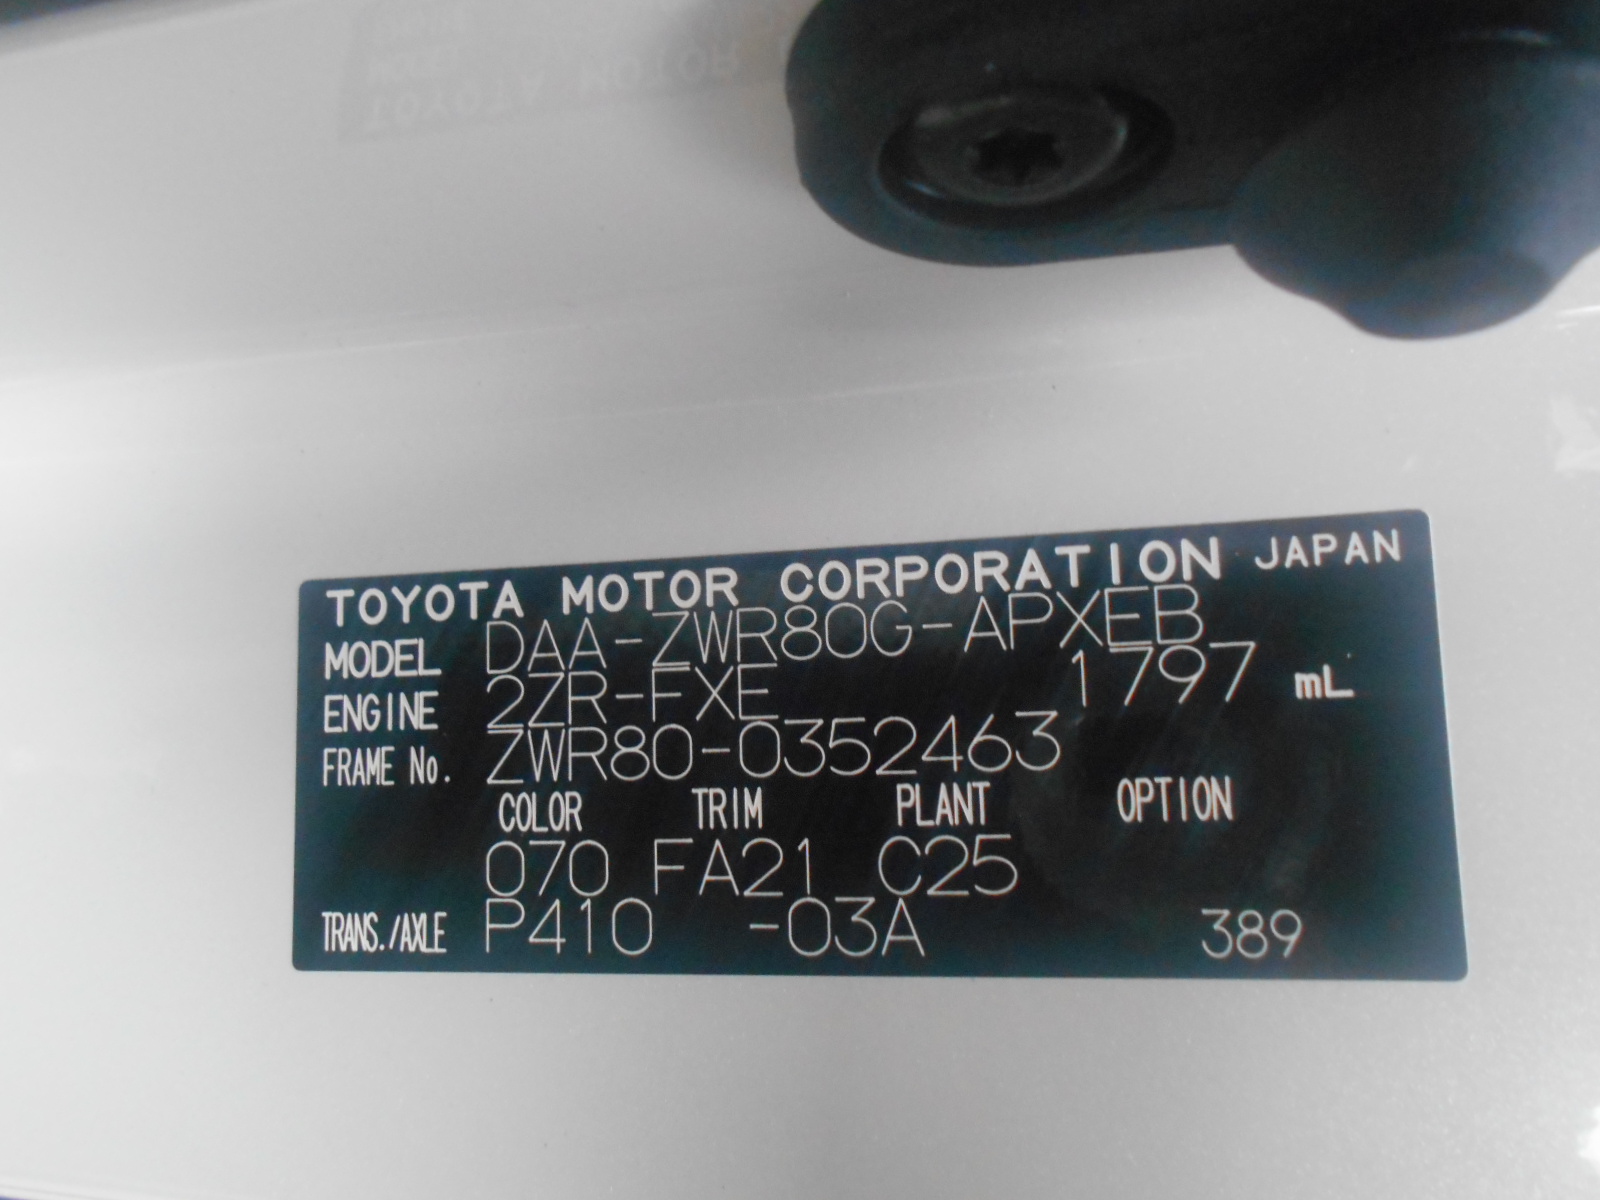 TOYOTA MOTOR CORPORATION JAPAN
MODEL DAA-ZWR80G-APXEB
ENGINE 2ZR-FXE 1797 mL
FRAME No. ZWR80-0352463
COLOR TRIM PLANT OPTION
070 FA21 C25
TRANS./AXLE P410 -03A 389